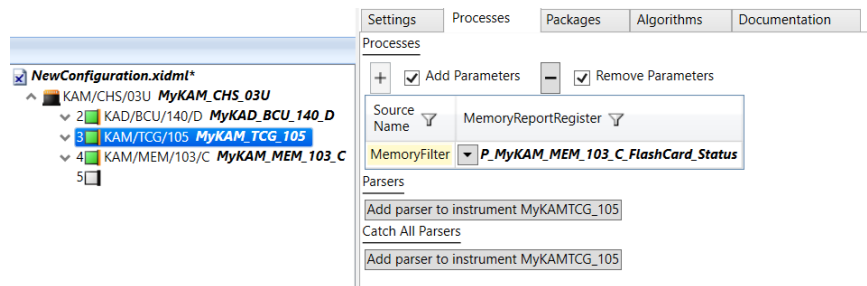 Settings Processes Packages Algorithms Documentation
Processes
+ Add Parameters − Remove Parameters
Source Name MemoryReportRegister
MemoryFilter P_MyKAM_MEM_103_C_FlashCard_Status
Parsers
Add parser to instrument MyKAMTCG_105
Catch All Parsers
Add parser to instrument MyKAMTCG_105
NewConfiguration.xidml*
KAM/CHS/03U MyKAM_CHS_03U
2 KAD/BCU/140/D MyKAD_BCU_140_D
3 KAM/TCG/105 MyKAM_TCG_105
4 KAM/MEM/103/C MyKAM_MEM_103_C
5